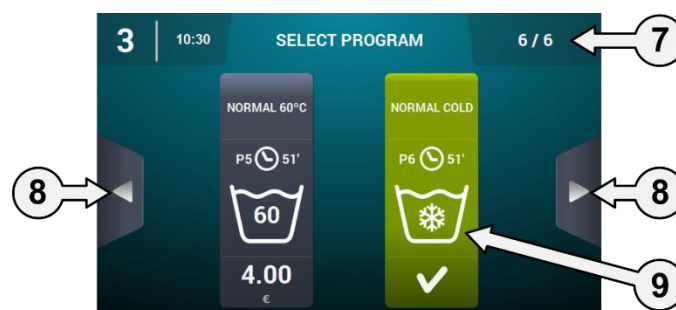 3 10:30 SELECT PROGRAM 6 / 6 7
NORMAL 60°C NORMAL COLD
P5 51' P6 51'
8 8
60
4.00
€
9